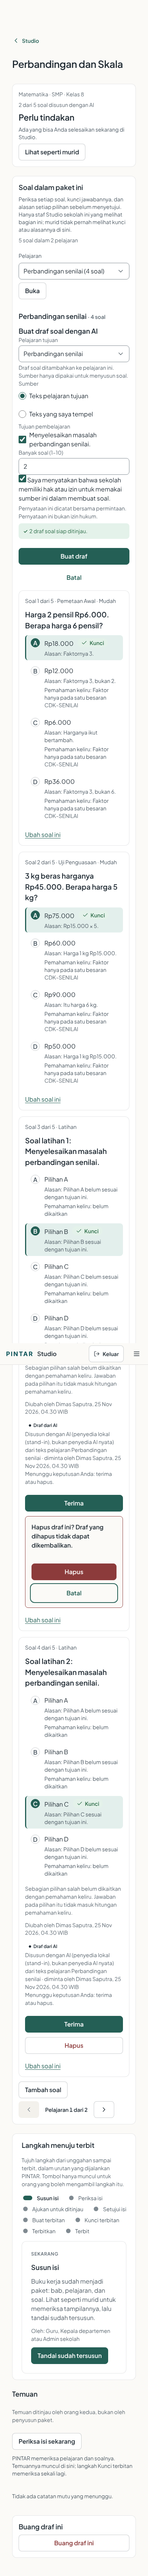 Studio
Perbandingan dan Skala
Matematika · SMP · Kelas 8
2 dari 5 soal disusun dengan AI
Perlu tindakan
Ada yang bisa Anda selesaikan sekarang di
Studio.
Lihat seperti murid
Soal dalam paket ini
Periksa setiap soal, kunci jawabannya, dan
alasan setiap pilihan sebelum menyetujui.
Hanya staf Studio sekolah ini yang melihat
bagian ini; murid tidak pernah melihat kunci
atau alasannya di sini.
5 soal dalam 2 pelajaran
Pelajaran
Perbandingan senilai (4 soal)
Buka
Perbandingan senilai · 4 soal
Buat draf soal dengan AI
Pelajaran tujuan
Perbandingan senilai
Draf soal ditambahkan ke pelajaran ini.
Sumber hanya dipakai untuk menyusun soal.
Sumber
Teks pelajaran tujuan
Teks yang saya tempel
Tujuan pembelajaran
Menyelesaikan masalah
perbandingan senilai.
Banyak soal (1–10)
2
Saya menyatakan bahwa sekolah
memiliki hak atau izin untuk memakai
sumber ini dalam membuat soal.
Pernyataan ini dicatat bersama permintaan.
Pernyataan ini bukan izin hukum.
✓ 2 draf soal siap ditinjau.
Buat draf
Batal
Soal 1 dari 5 · Pemetaan Awal · Mudah
Harga 2 pensil Rp6.000.
Berapa harga 6 pensil?
A Rp18.000 ✓ Kunci
Alasan: Faktornya 3.
B Rp12.000
Alasan: Faktornya 3, bukan 2.
Pemahaman keliru: Faktor
hanya pada satu besaran
CDK-SENILAI
C Rp6.000
Alasan: Harganya ikut
bertambah.
Pemahaman keliru: Faktor
hanya pada satu besaran
CDK-SENILAI
D Rp36.000
Alasan: Faktornya 3, bukan 6.
Pemahaman keliru: Faktor
hanya pada satu besaran
CDK-SENILAI
Ubah soal ini
Soal 2 dari 5 · Uji Penguasaan · Mudah
3 kg beras harganya
Rp45.000. Berapa harga 5
kg?
A Rp75.000 ✓ Kunci
Alasan: Rp15.000 × 5.
B Rp60.000
Alasan: Harga 1 kg Rp15.000.
Pemahaman keliru: Faktor
hanya pada satu besaran
CDK-SENILAI
C Rp90.000
Alasan: Itu harga 6 kg.
Pemahaman keliru: Faktor
hanya pada satu besaran
CDK-SENILAI
D Rp50.000
Alasan: Harga 1 kg Rp15.000.
Pemahaman keliru: Faktor
hanya pada satu besaran
CDK-SENILAI
Ubah soal ini
Soal 3 dari 5 · Latihan
Soal latihan 1:
Menyelesaikan masalah
perbandingan senilai.
A Pilihan A
Alasan: Pilihan A belum sesuai
dengan tujuan ini.
Pemahaman keliru: belum
dikaitkan
B Pilihan B ✓ Kunci
Alasan: Pilihan B sesuai
dengan tujuan ini.
C Pilihan C
Alasan: Pilihan C belum sesuai
dengan tujuan ini.
Pemahaman keliru: belum
dikaitkan
D Pilihan D
Alasan: Pilihan D belum sesuai
dengan tujuan ini.
PINTAR Studio Keluar
Sebagian pilihan salah belum dikaitkan
dengan pemahaman keliru. Jawaban
pada pilihan itu tidak masuk hitungan
pemahaman keliru.
Diubah oleh Dimas Saputra, 25 Nov
2026, 04.30 WIB
Draf dari AI
Disusun dengan AI (penyedia lokal
(stand-in), bukan penyedia AI nyata)
dari teks pelajaran Perbandingan
senilai · diminta oleh Dimas Saputra, 25
Nov 2026, 04.30 WIB
Menunggu keputusan Anda: terima
atau hapus.
Terima
Hapus draf ini? Draf yang
dihapus tidak dapat
dikembalikan.
Hapus
Batal
Ubah soal ini
Soal 4 dari 5 · Latihan
Soal latihan 2:
Menyelesaikan masalah
perbandingan senilai.
A Pilihan A
Alasan: Pilihan A belum sesuai
dengan tujuan ini.
Pemahaman keliru: belum
dikaitkan
B Pilihan B
Alasan: Pilihan B belum sesuai
dengan tujuan ini.
Pemahaman keliru: belum
dikaitkan
C Pilihan C ✓ Kunci
Alasan: Pilihan C sesuai
dengan tujuan ini.
D Pilihan D
Alasan: Pilihan D belum sesuai
dengan tujuan ini.
Pemahaman keliru: belum
dikaitkan
Sebagian pilihan salah belum dikaitkan
dengan pemahaman keliru. Jawaban
pada pilihan itu tidak masuk hitungan
pemahaman keliru.
Diubah oleh Dimas Saputra, 25 Nov
2026, 04.30 WIB
Draf dari AI
Disusun dengan AI (penyedia lokal
(stand-in), bukan penyedia AI nyata)
dari teks pelajaran Perbandingan
senilai · diminta oleh Dimas Saputra, 25
Nov 2026, 04.30 WIB
Menunggu keputusan Anda: terima
atau hapus.
Terima
Hapus
Ubah soal ini
Tambah soal
Pelajaran 1 dari 2
Langkah menuju terbit
Tujuh langkah dari unggahan sampai
terbit, dalam urutan yang dijalankan
PINTAR. Tombol hanya muncul untuk
orang yang boleh mengambil langkah itu.
Susun isi Periksa isi
Ajukan untuk ditinjau Setujui isi
Buat terbitan Kunci terbitan
Terbitkan Terbit
SEKARANG
Susun isi
Buku kerja sudah menjadi
paket: bab, pelajaran, dan
soal. Lihat seperti murid untuk
memeriksa tampilannya, lalu
tandai sudah tersusun.
Oleh: Guru, Kepala departemen
atau Admin sekolah
Tandai sudah tersusun
Temuan
Temuan ditinjau oleh orang kedua, bukan oleh
penyusun paket.
Periksa isi sekarang
PINTAR memeriksa pelajaran dan soalnya.
Temuannya muncul di sini; langkah Kunci terbitan
memeriksa sekali lagi.
Tidak ada catatan mutu yang menunggu.
Buang draf ini
Buang draf ini